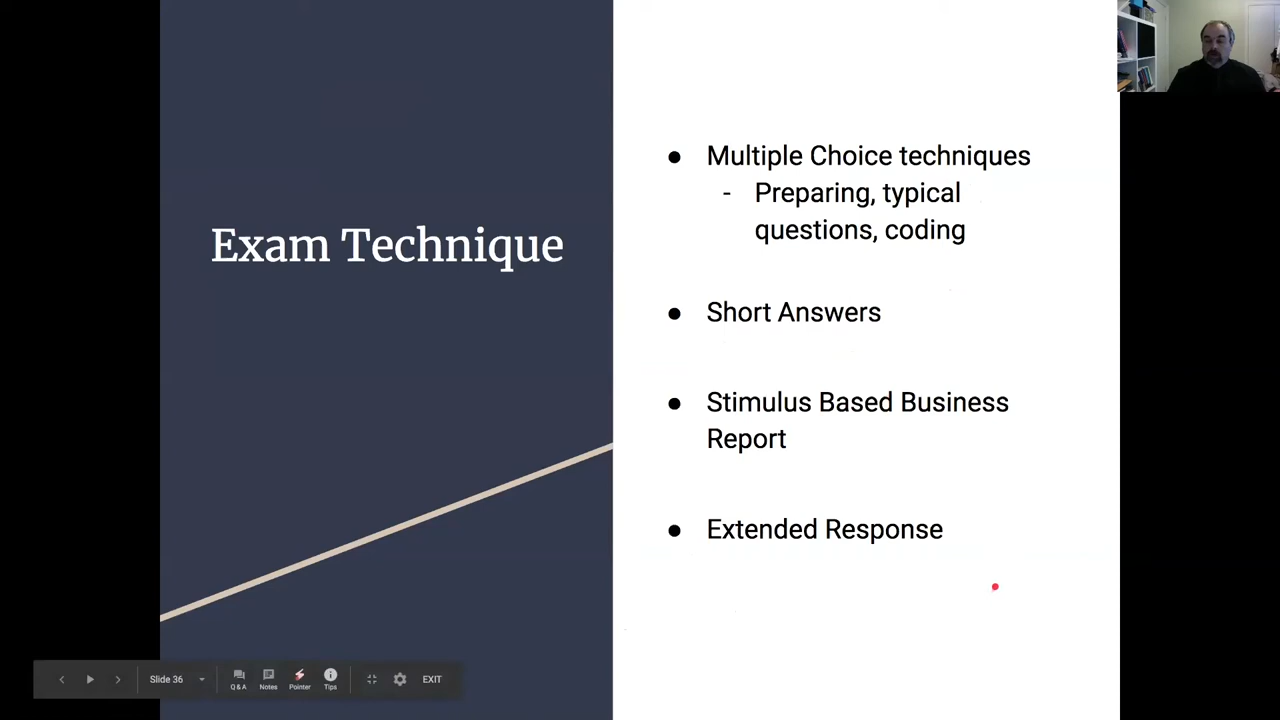 Exam Technique
● Multiple Choice techniques
- Preparing, typical
questions, coding
● Short Answers
● Stimulus Based Business
Report
● Extended Response
Slide 36
Q & A
Notes
Pointer
Tips
EXIT